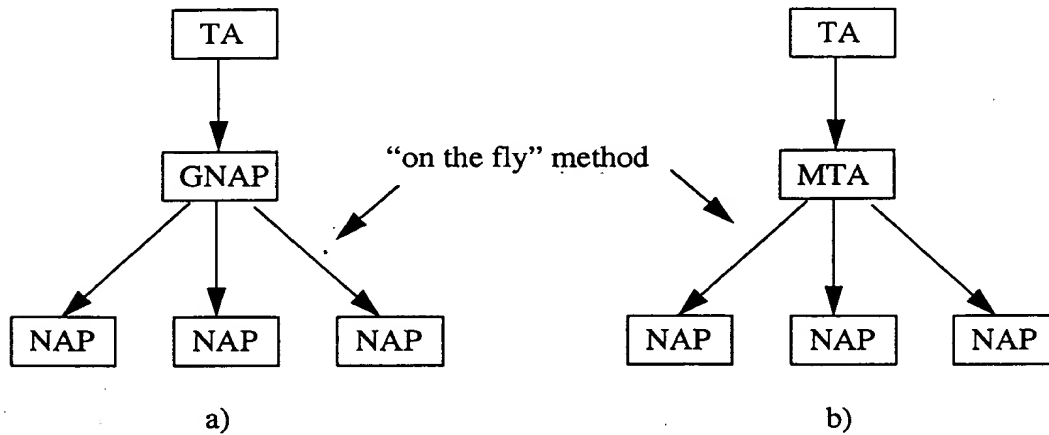 TA
TA
GNAP
"on the fly" method
MTA
NAP
NAP
NAP
NAP
NAP
NAP
a)
b)